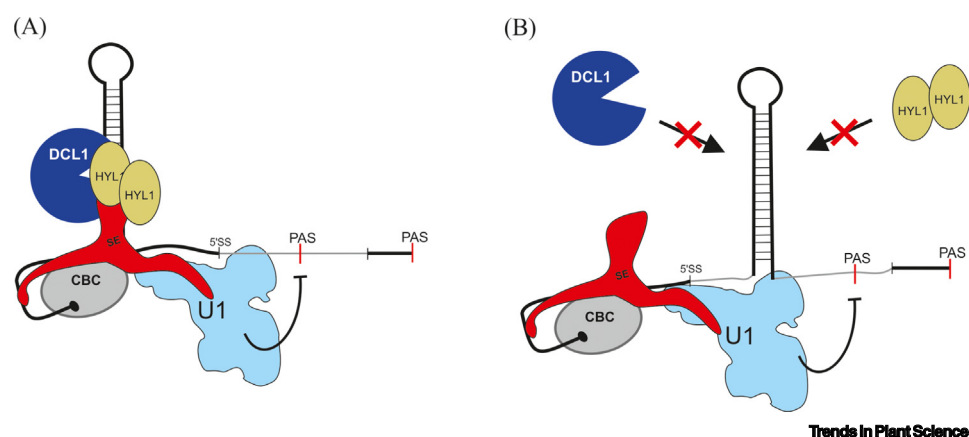 (A)
DCL1
HYL1
HYL1
SE
5'SS
PAS
PAS
CBC
U1
(B)
DCL1
HYL1
HYL1
SE
5'SS
PAS
PAS
CBC
U1
Trends in Plant Science